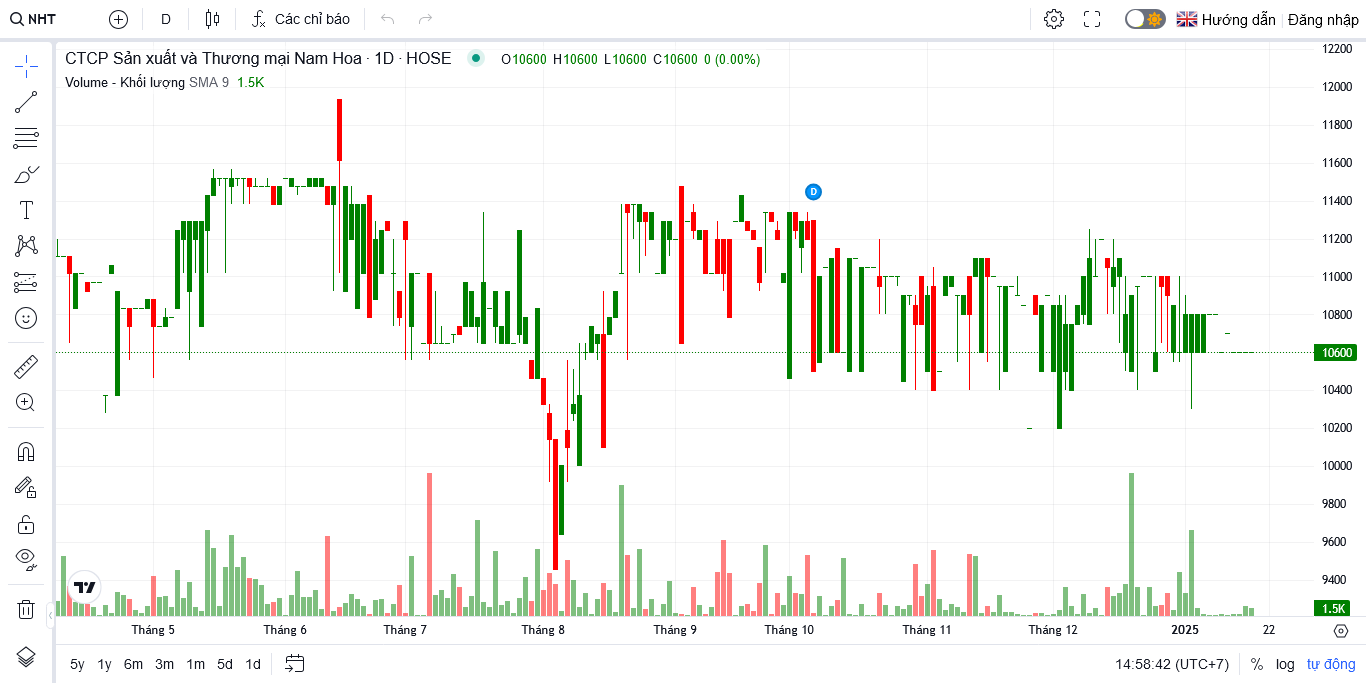 NHT D Các chỉ báo Hướng dẫn Đăng nhập
CTCP Sản xuất và Thương mại Nam Hoa · 1D · HOSE O10600 H10600 L10600 C10600 0 (0.00%)
Volume - Khối lượng SMA 9 1.5K
D
12200
12000
11800
11600
11400
11200
11000
10800
10600
10400
10200
10000
9800
9600
9400
1.5K
Tháng 5 Tháng 6 Tháng 7 Tháng 8 Tháng 9 Tháng 10 Tháng 11 Tháng 12 2025 22
5y 1y 6m 3m 1m 5d 1d 14:58:42 (UTC+7) % log tự động